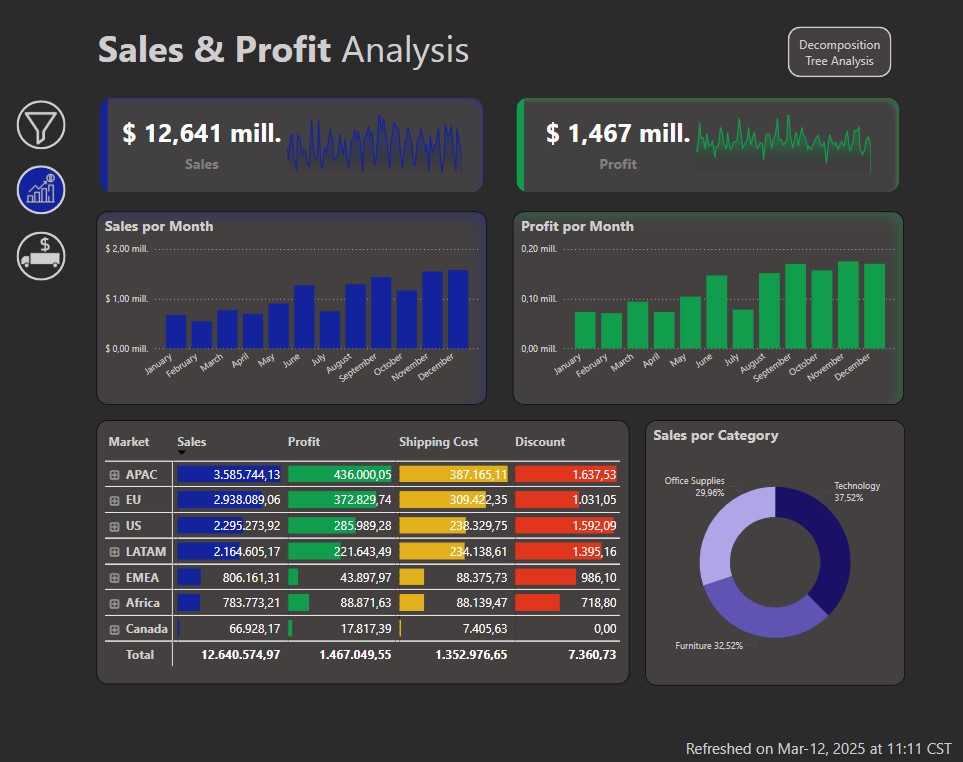 Sales & Profit Analysis
Decomposition
Tree Analysis
$ 12,641 mill.
Sales
$ 1,467 mill.
Profit
Sales por Month
$ 2,00 mill.
$ 1,00 mill.
$ 0,00 mill.
January February March April May June July August September October November December
Profit por Month
0,20 mill.
0,10 mill.
0,00 mill.
January February March April May June July August September October November December
Market Sales Profit Shipping Cost Discount
APAC 3.585.744,13 436.000,05 387.165,11 1.637,53
EU 2.938.089,06 372.829,74 309.422,35 1.031,05
US 2.295.273,92 285.989,28 238.329,75 1.592,09
LATAM 2.164.605,17 221.643,49 234.138,61 1.395,16
EMEA 806.161,31 43.897,97 88.375,73 986,10
Africa 783.773,21 88.871,63 88.139,47 718,80
Canada 66.928,17 17.817,39 7.405,63 0,00
Total 12.640.574,97 1.467.049,55 1.352.976,65 7.360,73
Sales por Category
Office Supplies
29,96%
Technology
37,52%
Furniture 32,52%
Refreshed on Mar-12, 2025 at 11:11 CST